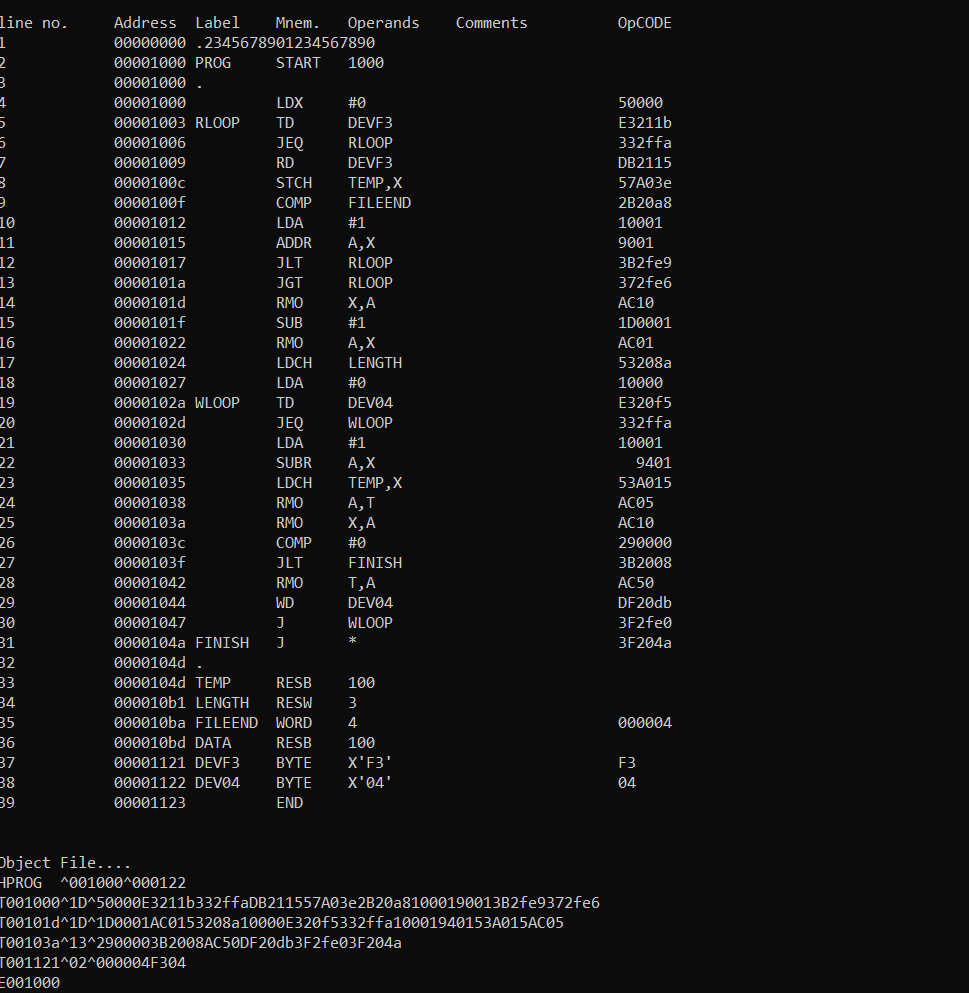 line no.     Address  Label    Mnem.   Operands    Comments          OpCODE
1            00000000 .2345678901234567890
2            00001000 PROG     START   1000
3            00001000 .
4            00001000          LDX     #0                            50000
5            00001003 RLOOP    TD      DEVF3                         E3211b
6            00001006          JEQ     RLOOP                         332ffa
7            00001009          RD      DEVF3                         DB2115
8            0000100c          STCH    TEMP,X                        57A03e
9            0000100f          COMP    FILEEND                       2B20a8
10           00001012          LDA     #1                            10001
11           00001015          ADDR    A,X                           9001
12           00001017          JLT     RLOOP                         3B2fe9
13           0000101a          JGT     RLOOP                         372fe6
14           0000101d          RMO     X,A                           AC10
15           0000101f          SUB     #1                            1D0001
16           00001022          RMO     A,X                           AC01
17           00001024          LDCH    LENGTH                        53208a
18           00001027          LDA     #0                            10000
19           0000102a WLOOP    TD      DEV04                         E320f5
20           0000102d          JEQ     WLOOP                         332ffa
21           00001030          LDA     #1                            10001
22           00001033          SUBR    A,X                             9401
23           00001035          LDCH    TEMP,X                        53A015
24           00001038          RMO     A,T                           AC05
25           0000103a          RMO     X,A                           AC10
26           0000103c          COMP    #0                            290000
27           0000103f          JLT     FINISH                        3B2008
28           00001042          RMO     T,A                           AC50
29           00001044          WD      DEV04                         DF20db
30           00001047          J       WLOOP                         3F2fe0
31           0000104a FINISH   J       *                             3F204a
32           0000104d .
33           0000104d TEMP     RESB    100
34           000010b1 LENGTH   RESW    3
35           000010ba FILEEND  WORD    4                             000004
36           000010bd DATA     RESB    100
37           00001121 DEVF3    BYTE    X'F3'                         F3
38           00001122 DEV04    BYTE    X'04'                         04
39           00001123          END
Object File....
HPROG  ^001000^000122
T001000^1D^50000E3211b332ffaDB211557A03e2B20a81000190013B2fe9372fe6
T00101d^1D^1D0001AC0153208a10000E320f5332ffa10001940153A015AC05
T00103a^13^2900003B2008AC50DF20db3F2fe03F204a
T001121^02^000004F304
E001000